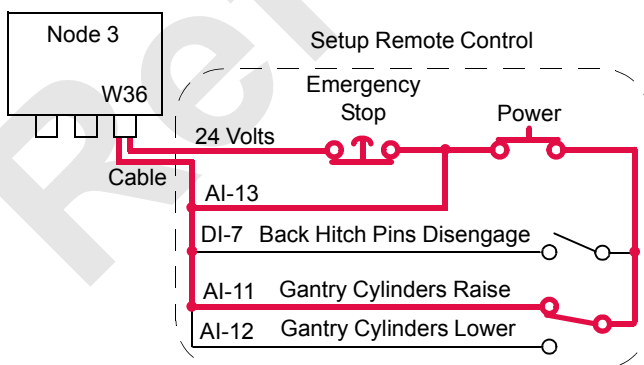 Node 3
W36
Setup Remote Control
Emergency
Stop
Power
24 Volts
Cable
AI-13
DI-7 Back Hitch Pins Disengage
AI-11 Gantry Cylinders Raise
AI-12 Gantry Cylinders Lower